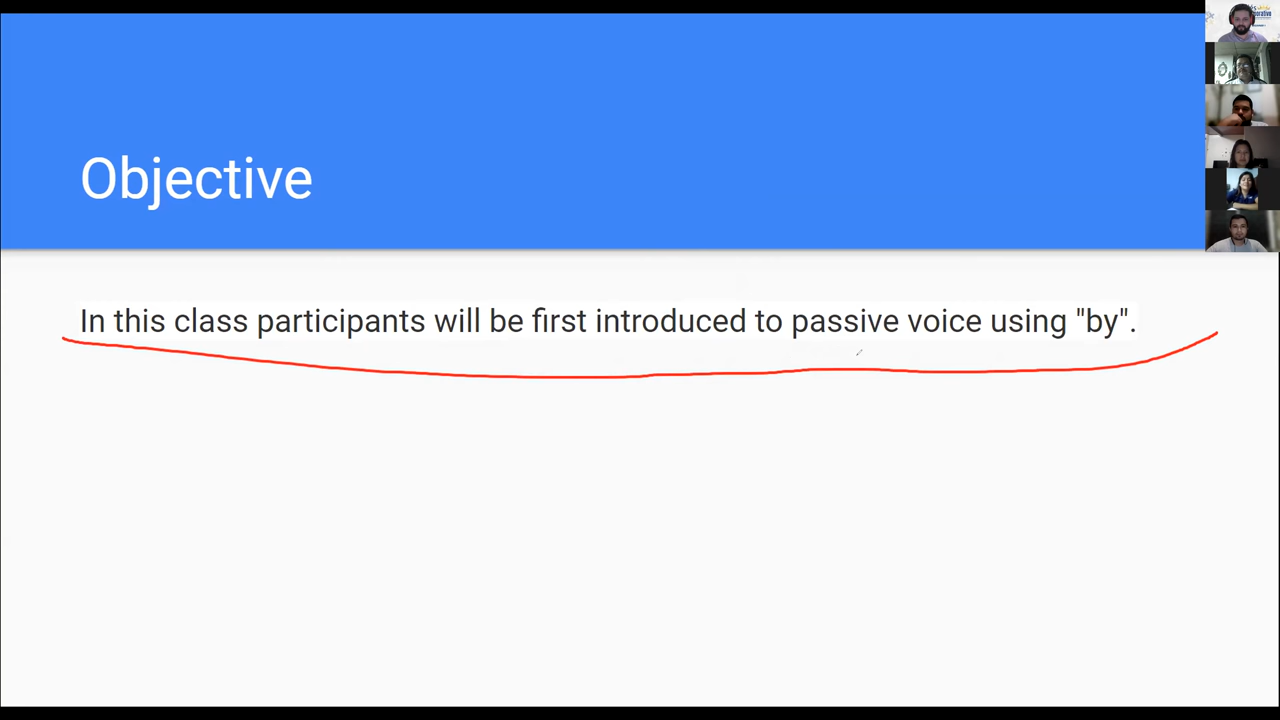 Objective
In this class participants will be first introduced to passive voice using "by".